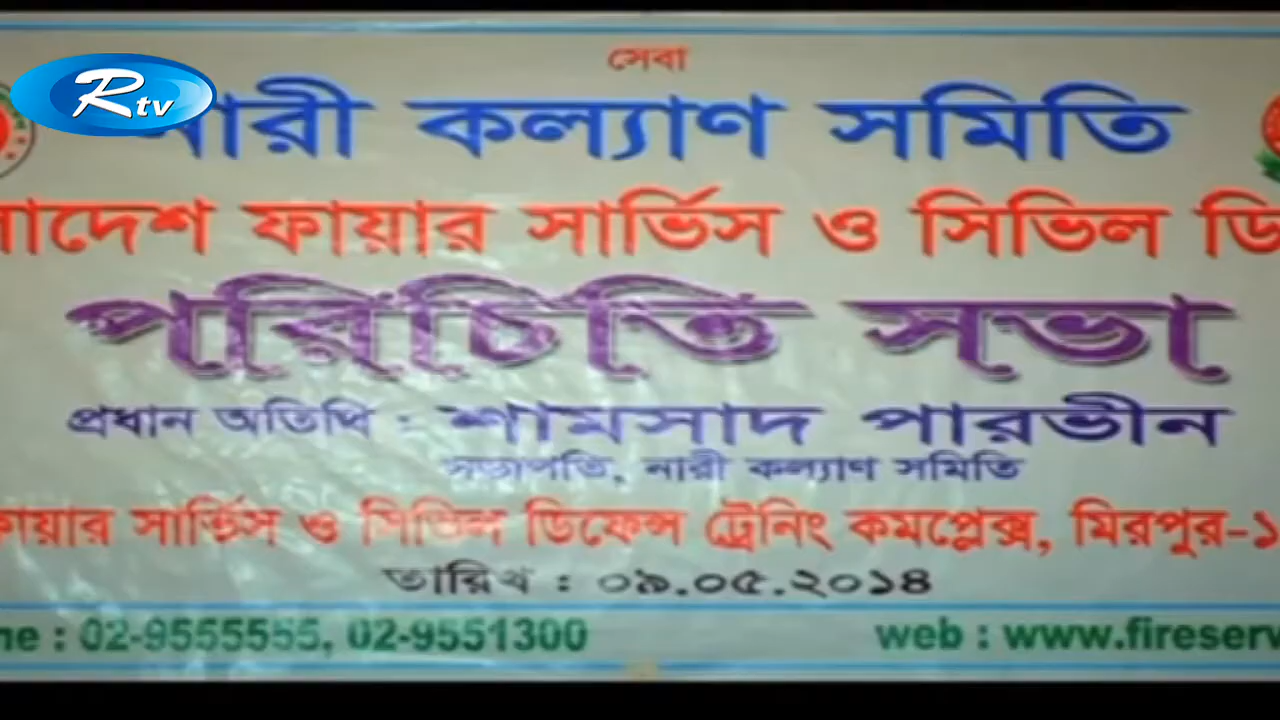 Rtv
সেবা
নারী কল্যাণ সমিতি
ফায়ার সার্ভিস ও সিভিল
পরিচিতি সভা
প্রধান অতিথি : শামসাদ পারভীন
সভাপতি, নারী কল্যাণ সমিতি
ফায়ার সার্ভিস ও সিভিল ডিফেন্স ট্রেনিং কমপ্লেক্স, মিরপুর-১
তারিখ : ০৯.০৫.২০১৪
02-9555555, 02-9551300
web : www.fireserv